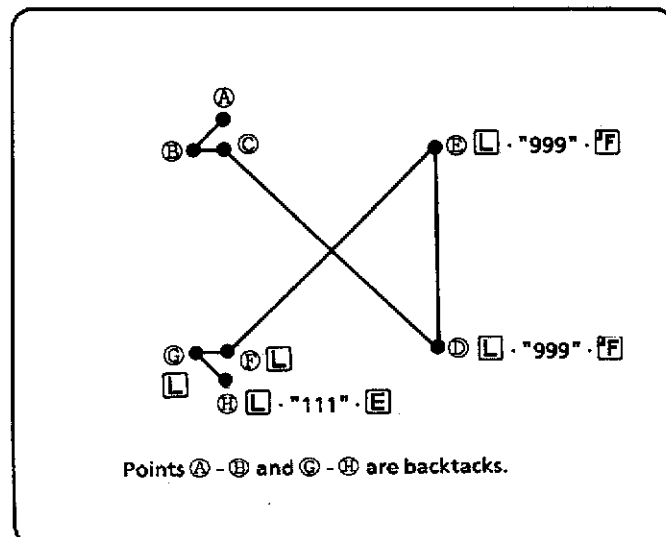 Ⓐ
Ⓑ Ⓒ
Ⓔ L · "999" · F
Ⓖ Ⓕ L
L
Ⓓ L · "999" · F
Ⓗ L · "111" · E
Points Ⓐ - Ⓑ and Ⓖ - Ⓗ are backtacks.